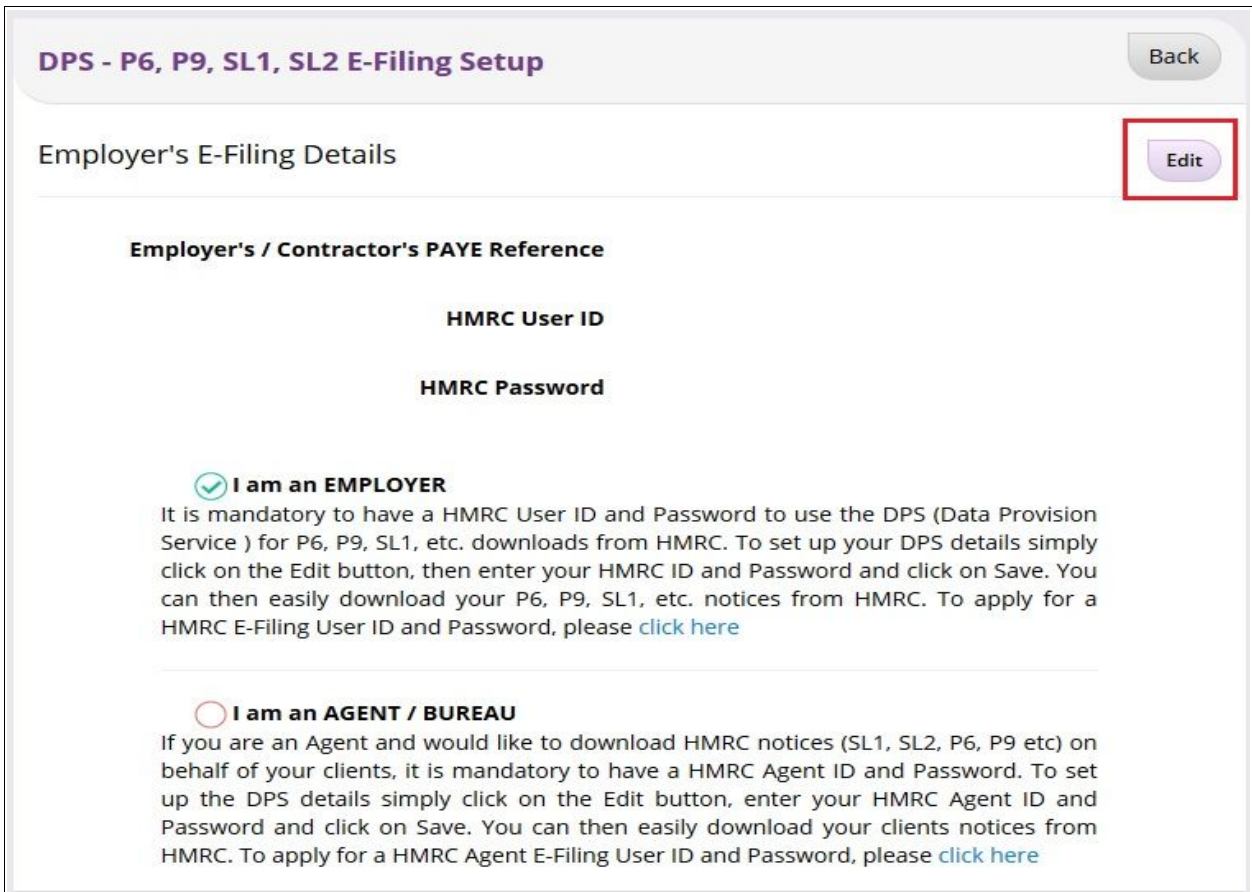 DPS - P6, P9, SL1, SL2 E-Filing Setup
Back
Employer's E-Filing Details
Edit
Employer's / Contractor's PAYE Reference
HMRC User ID
HMRC Password
I am an EMPLOYER
It is mandatory to have a HMRC User ID and Password to use the DPS (Data Provision
Service ) for P6, P9, SL1, etc. downloads from HMRC. To set up your DPS details simply
click on the Edit button, then enter your HMRC ID and Password and click on Save. You
can then easily download your P6, P9, SL1, etc. notices from HMRC. To apply for a
HMRC E-Filing User ID and Password, please click here
I am an AGENT / BUREAU
If you are an Agent and would like to download HMRC notices (SL1, SL2, P6, P9 etc) on
behalf of your clients, it is mandatory to have a HMRC Agent ID and Password. To set
up the DPS details simply click on the Edit button, enter your HMRC Agent ID and
Password and click on Save. You can then easily download your clients notices from
HMRC. To apply for a HMRC Agent E-Filing User ID and Password, please click here